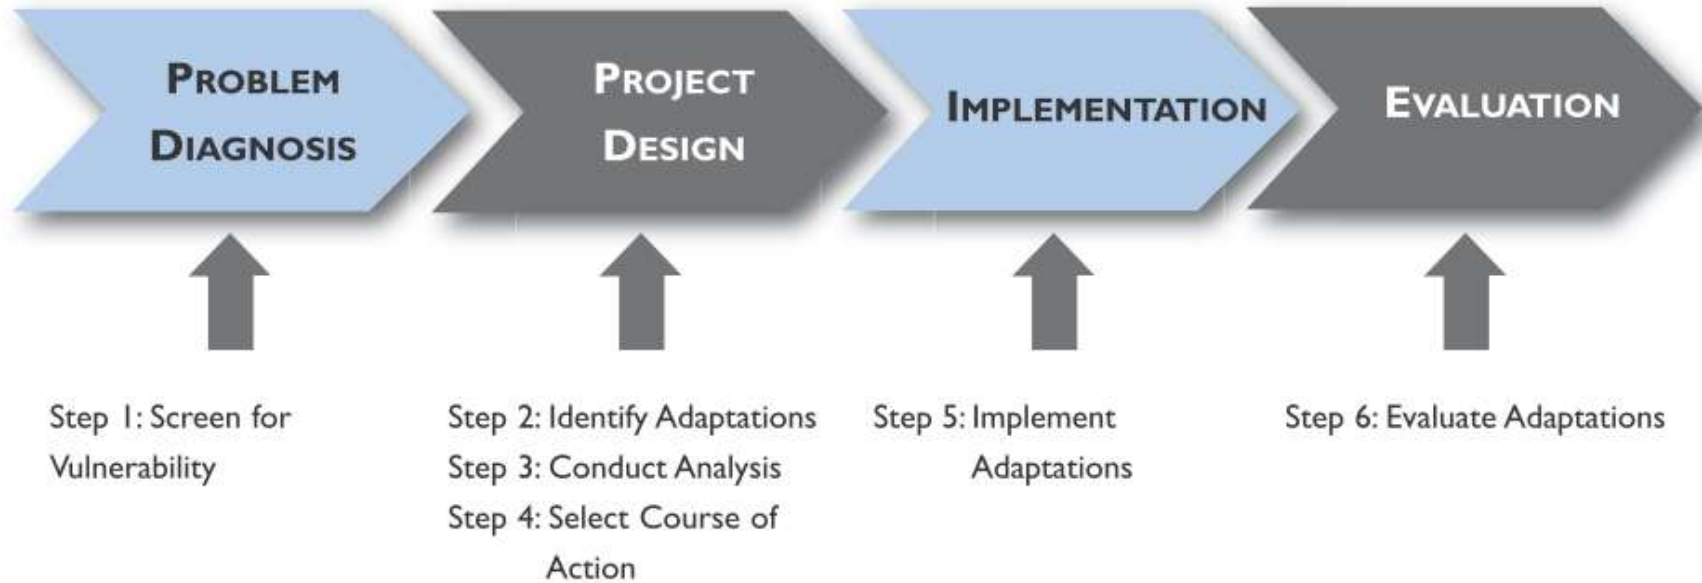 PROBLEM
DIAGNOSIS
PROJECT
DESIGN
IMPLEMENTATION
EVALUATION
Step 1: Screen for
Vulnerability
Step 2: Identify Adaptations
Step 3: Conduct Analysis
Step 4: Select Course of
Action
Step 5: Implement
Adaptations
Step 6: Evaluate Adaptations